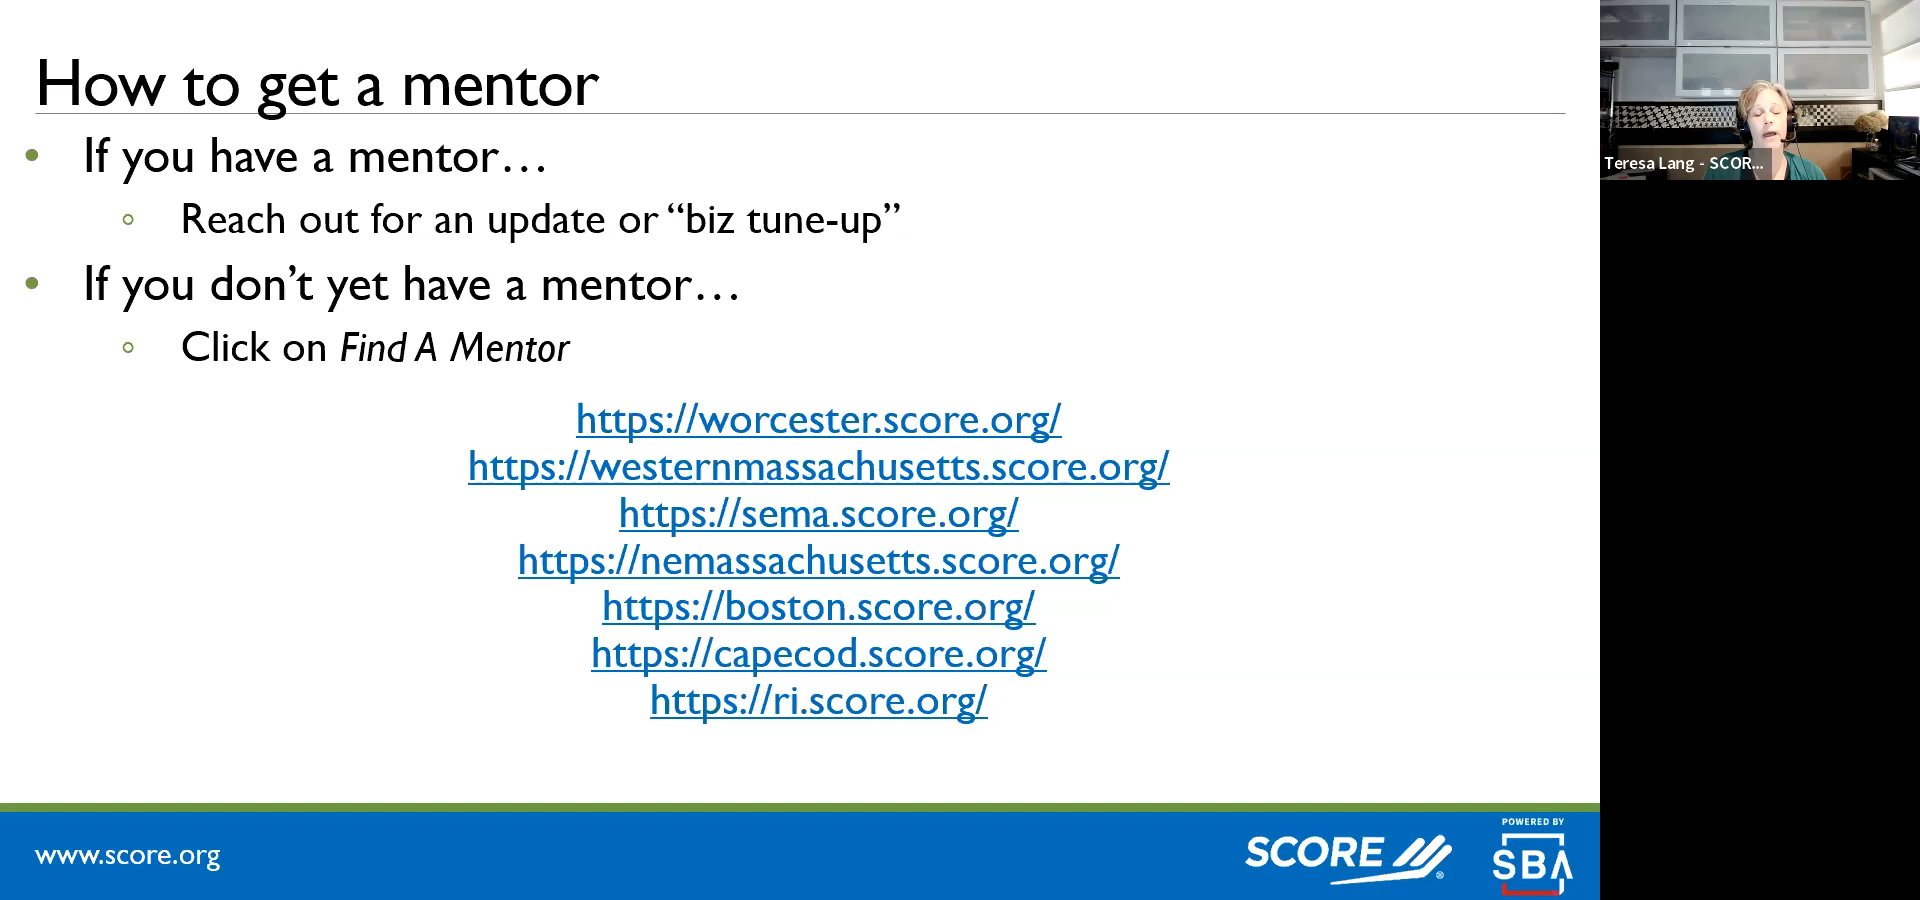 How to get a mentor
• If you have a mentor…
◦ Reach out for an update or “biz tune-up”
• If you don’t yet have a mentor…
◦ Click on Find A Mentor
https://worcester.score.org/
https://westernmassachusetts.score.org/
https://sema.score.org/
https://nemassachusetts.score.org/
https://boston.score.org/
https://capecod.score.org/
https://ri.score.org/
www.score.org
SCORE
®
POWERED BY
SBA
Teresa Lang - SCOR...